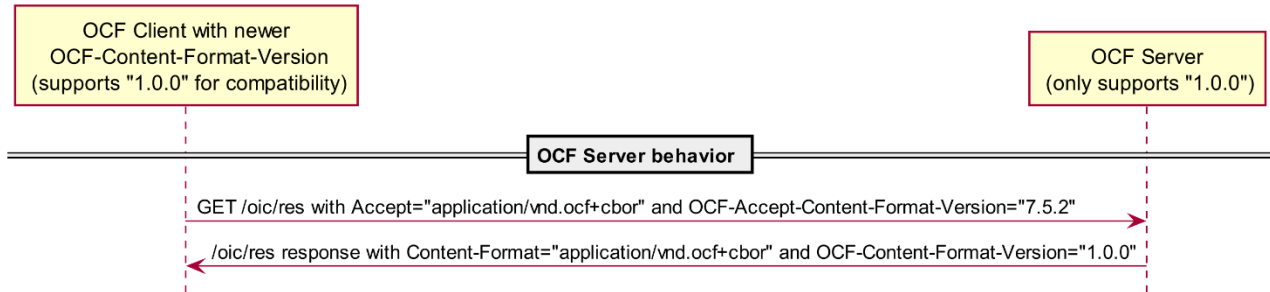 OCF Client with newer
OCF-Content-Format-Version
(supports "1.0.0" for compatibility)
OCF Server
(only supports "1.0.0")
OCF Server behavior
GET /oic/res with Accept="application/vnd.ocf+cbor" and OCF-Accept-Content-Format-Version="7.5.2"
/oic/res response with Content-Format="application/vnd.ocf+cbor" and OCF-Content-Format-Version="1.0.0"